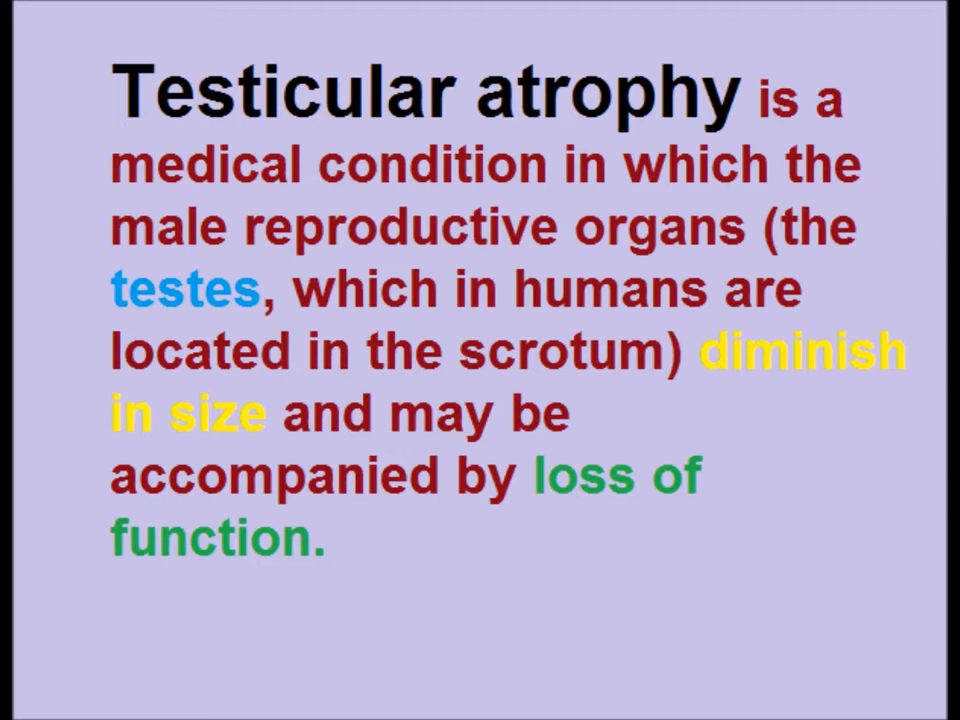 Testicular atrophy is a
medical condition in which the
male reproductive organs (the
testes, which in humans are
located in the scrotum) diminish
in size and may be
accompanied by loss of
function.